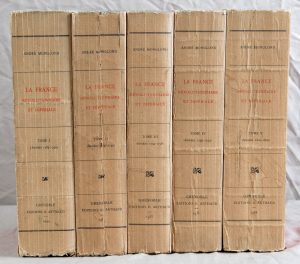 ANDRÉ MONGLOND
LA FRANCE
RÉVOLUTIONNAIRE
ET IMPÉRIALE
TOME I
GRENOBLE
ÉDITIONS B. ARTHAUD
ANDRÉ MONGLOND
LA FRANCE
RÉVOLUTIONNAIRE
ET IMPÉRIALE
TOME
GRENOBLE
ÉDITIONS B. ARTHAUD
ANDRÉ MONGLOND
LA FRANCE
RÉVOLUTIONNAIRE
ET IMPÉRIALE
TOME III
GRENOBLE
ÉDITIONS B. ARTHAUD
ANDRÉ MONGLOND
LA FRANCE
RÉVOLUTIONNAIRE
ET IMPÉRIALE
TOME IV
GRENOBLE
ÉDITIONS B. ARTHAUD
ANDRÉ MONGLOND
LA FRANCE
RÉVOLUTIONNAIRE
ET IMPÉRIALE
TOME V
GRENOBLE
ÉDITIONS B. ARTHAUD